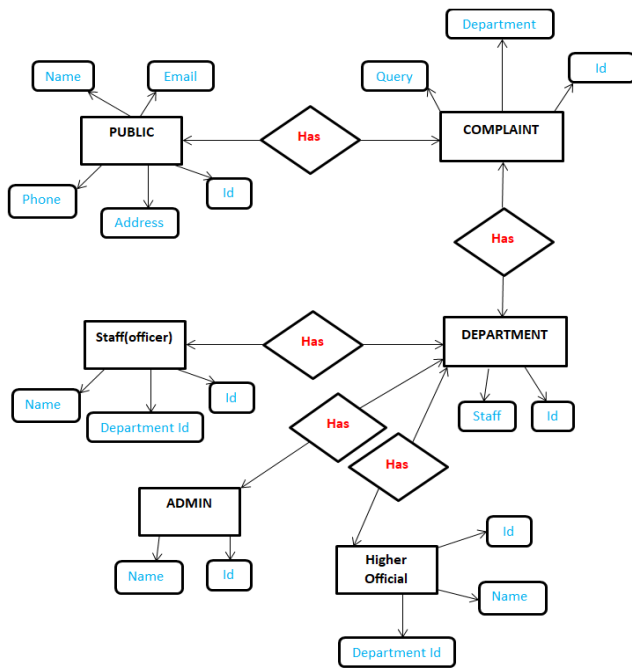 Department
Name
Email
Query
Id
PUBLIC
Has
COMPLAINT
Phone
Id
Address
Has
Staff(officer)
Has
DEPARTMENT
Name
Id
Department Id
Has
Staff
Id
Has
ADMIN
Name
Id
Higher
Official
Id
Name
Department Id